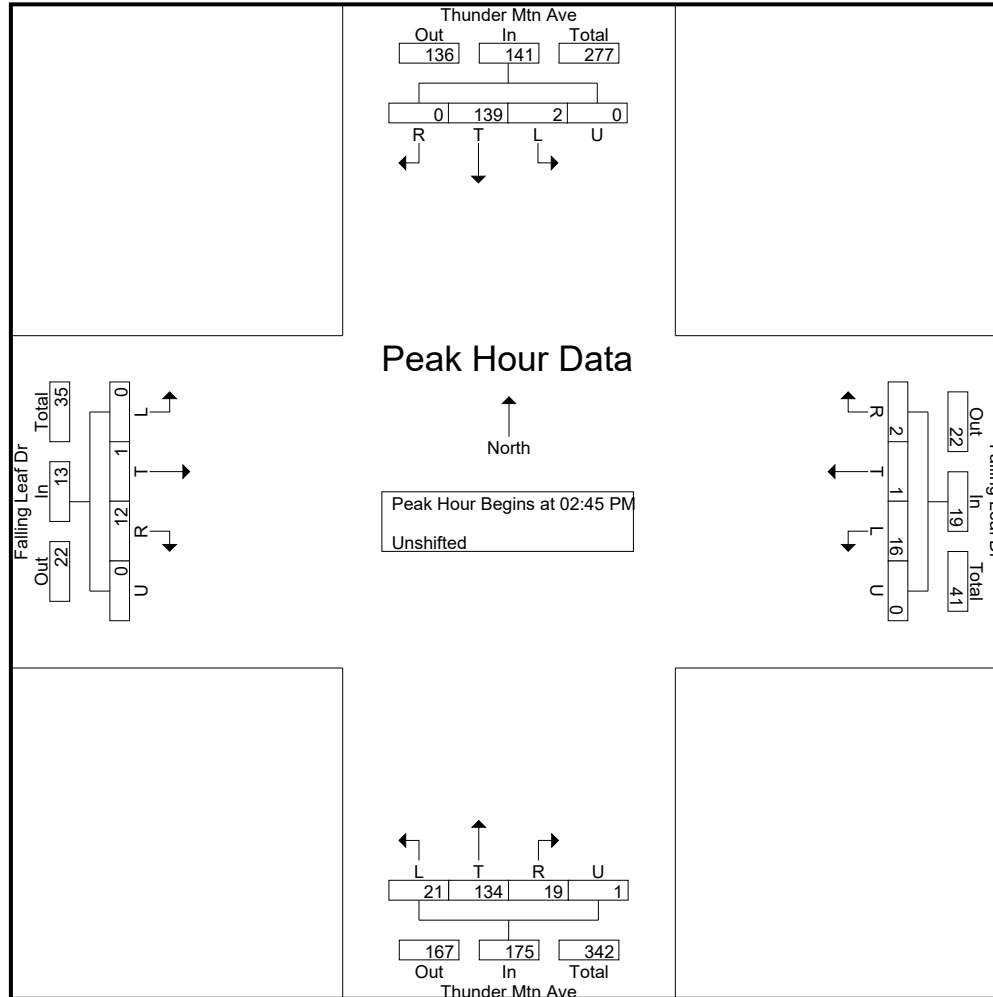 Thunder Mtn Ave
Out In Total
136 141 277
0 139 2 0
R T L U
Peak Hour Data
North
Peak Hour Begins at 02:45 PM
Unshifted
Falling Leaf Dr
Total In Out
35 13 22
0 1 12 0
L T R U
Out In Total
22 19 41
2 1 16 0
R T L U
L T R U
21 134 19 1
167 175 342
Out In Total
Thunder Mtn Ave